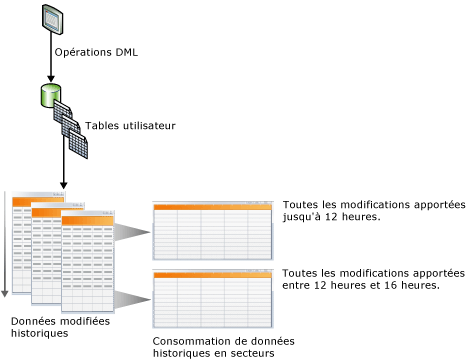 Opérations DML
Tables utilisateur
Toutes les modifications apportées
jusqu'à 12 heures.
Toutes les modifications apportées
entre 12 heures et 16 heures.
Données modifiées
historiques
Consommation de données
historiques en secteurs